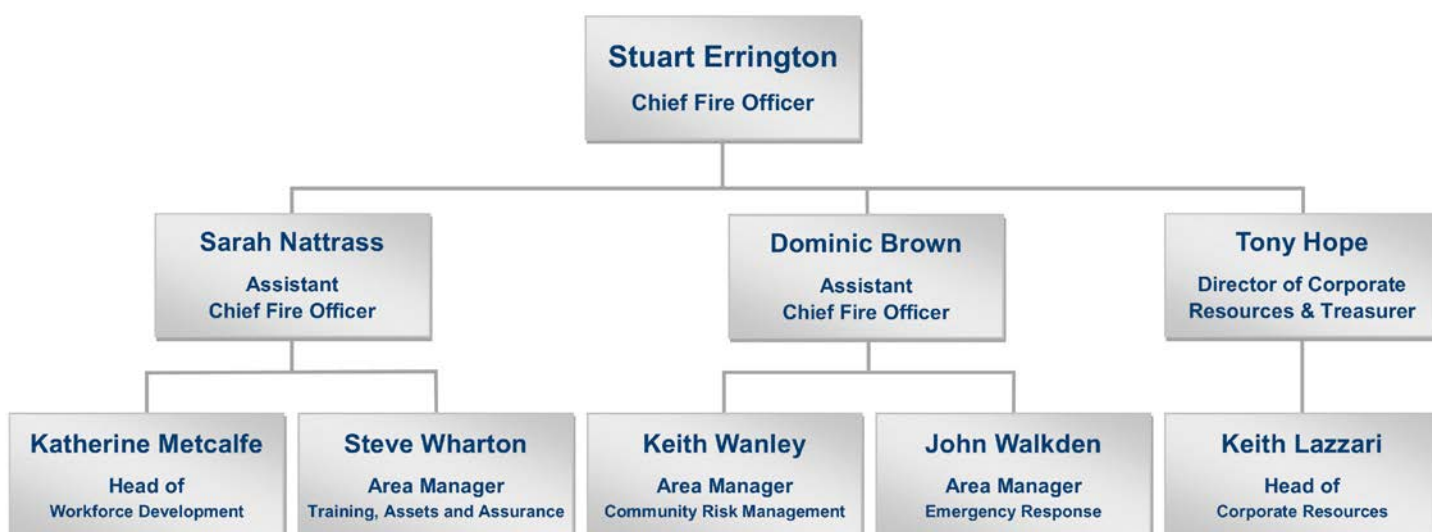 Stuart Errington
Chief Fire Officer
Sarah Nattrass
Assistant
Chief Fire Officer
Dominic Brown
Assistant
Chief Fire Officer
Tony Hope
Director of Corporate
Resources & Treasurer
Katherine Metcalfe
Head of
Workforce Development
Steve Wharton
Area Manager
Training, Assets and Assurance
Keith Wanley
Area Manager
Community Risk Management
John Walkden
Area Manager
Emergency Response
Keith Lazzari
Head of
Corporate Resources